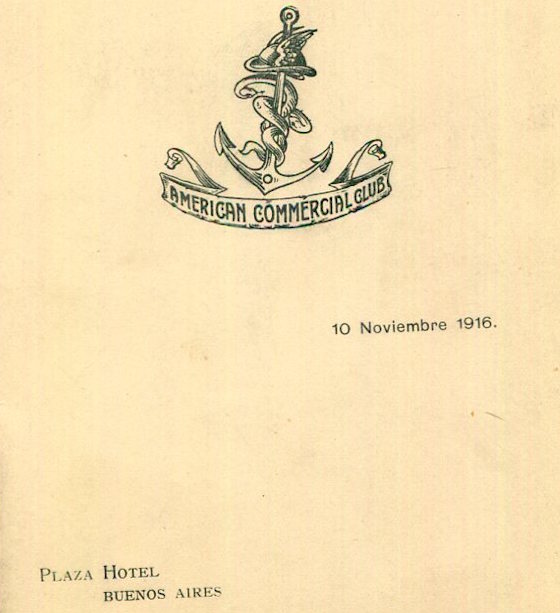 AMERICAN COMMERCIAL CLUB
10 Noviembre 1916.
PLAZA HOTEL
BUENOS AIRES